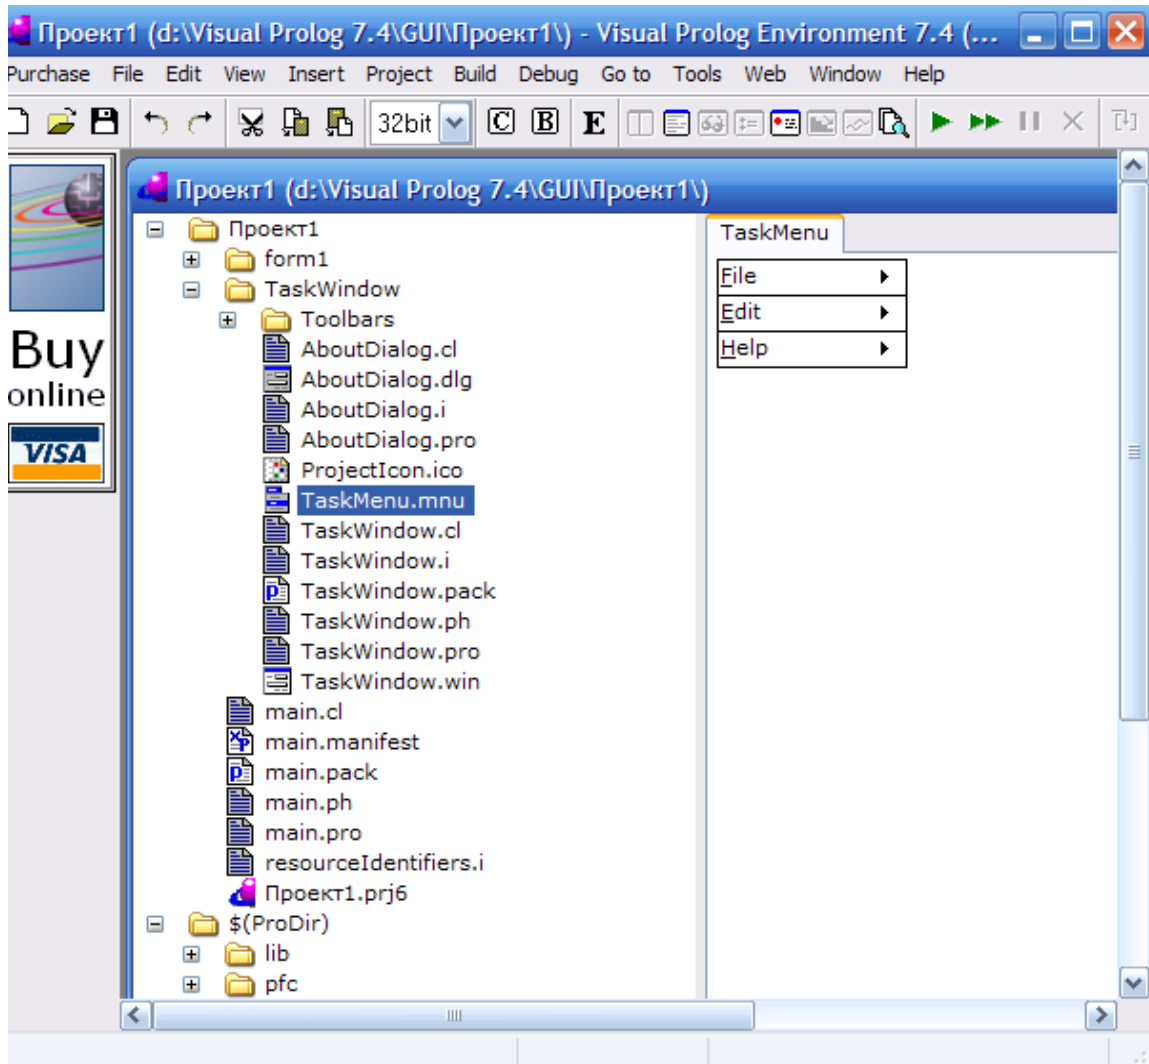 Проект1 (d:\Visual Prolog 7.4\GUI\Проект1\) - Visual Prolog Environment 7.4 (...
Purchase File Edit View Insert Project Build Debug Go to Tools Web Window Help
32bit C B E
Buy
online
VISA
Проект1 (d:\Visual Prolog 7.4\GUI\Проект1\)
Проект1
form1
TaskWindow
Toolbars
AboutDialog.cl
AboutDialog.dlg
AboutDialog.i
AboutDialog.pro
ProjectIcon.ico
TaskMenu.mnu
TaskWindow.cl
TaskWindow.i
TaskWindow.pack
TaskWindow.ph
TaskWindow.pro
TaskWindow.win
main.cl
main.manifest
main.pack
main.ph
main.pro
resourceIdentifiers.i
Проект1.prj6
$(ProDir)
lib
pfc
TaskMenu
File
Edit
Help